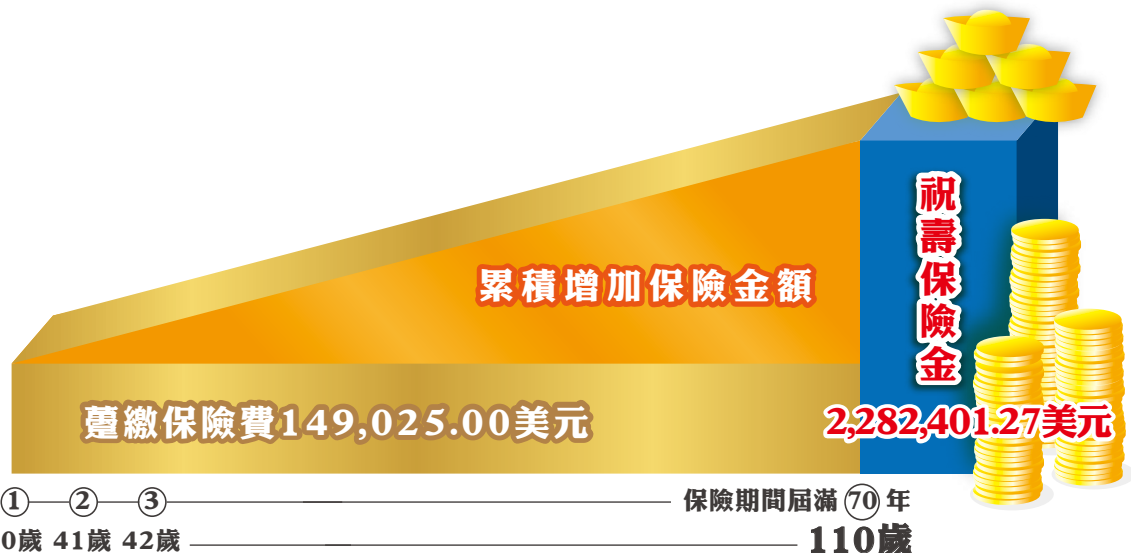 祝壽保險金
累積增加保險金額
躉繳保險費149,025.00美元
2,282,401.27美元
1 2 3 保險期間屆滿 70 年
0歲 41歲 42歲 110歲